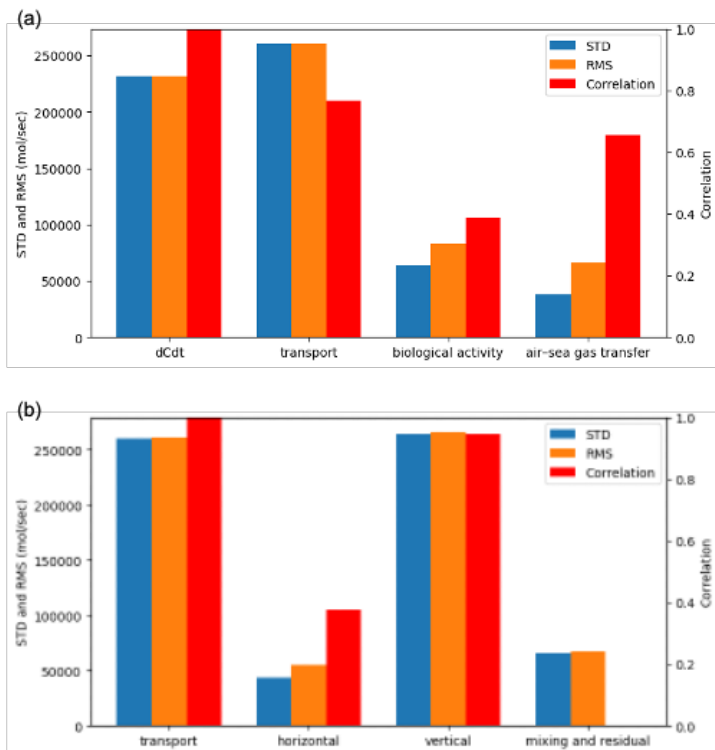 (a)
STD
RMS
Correlation
STD and RMS (mol/sec)
250000
200000
150000
100000
50000
0
1.0
0.8
0.6
0.4
0.2
0.0
Correlation
dCdt transport biological activity air-sea gas transfer
(b)
STD
RMS
Correlation
STD and RMS (mol/sec)
250000
200000
150000
100000
50000
0
1.0
0.8
0.6
0.4
0.2
0.0
Correlation
transport horizontal vertical mixing and residual